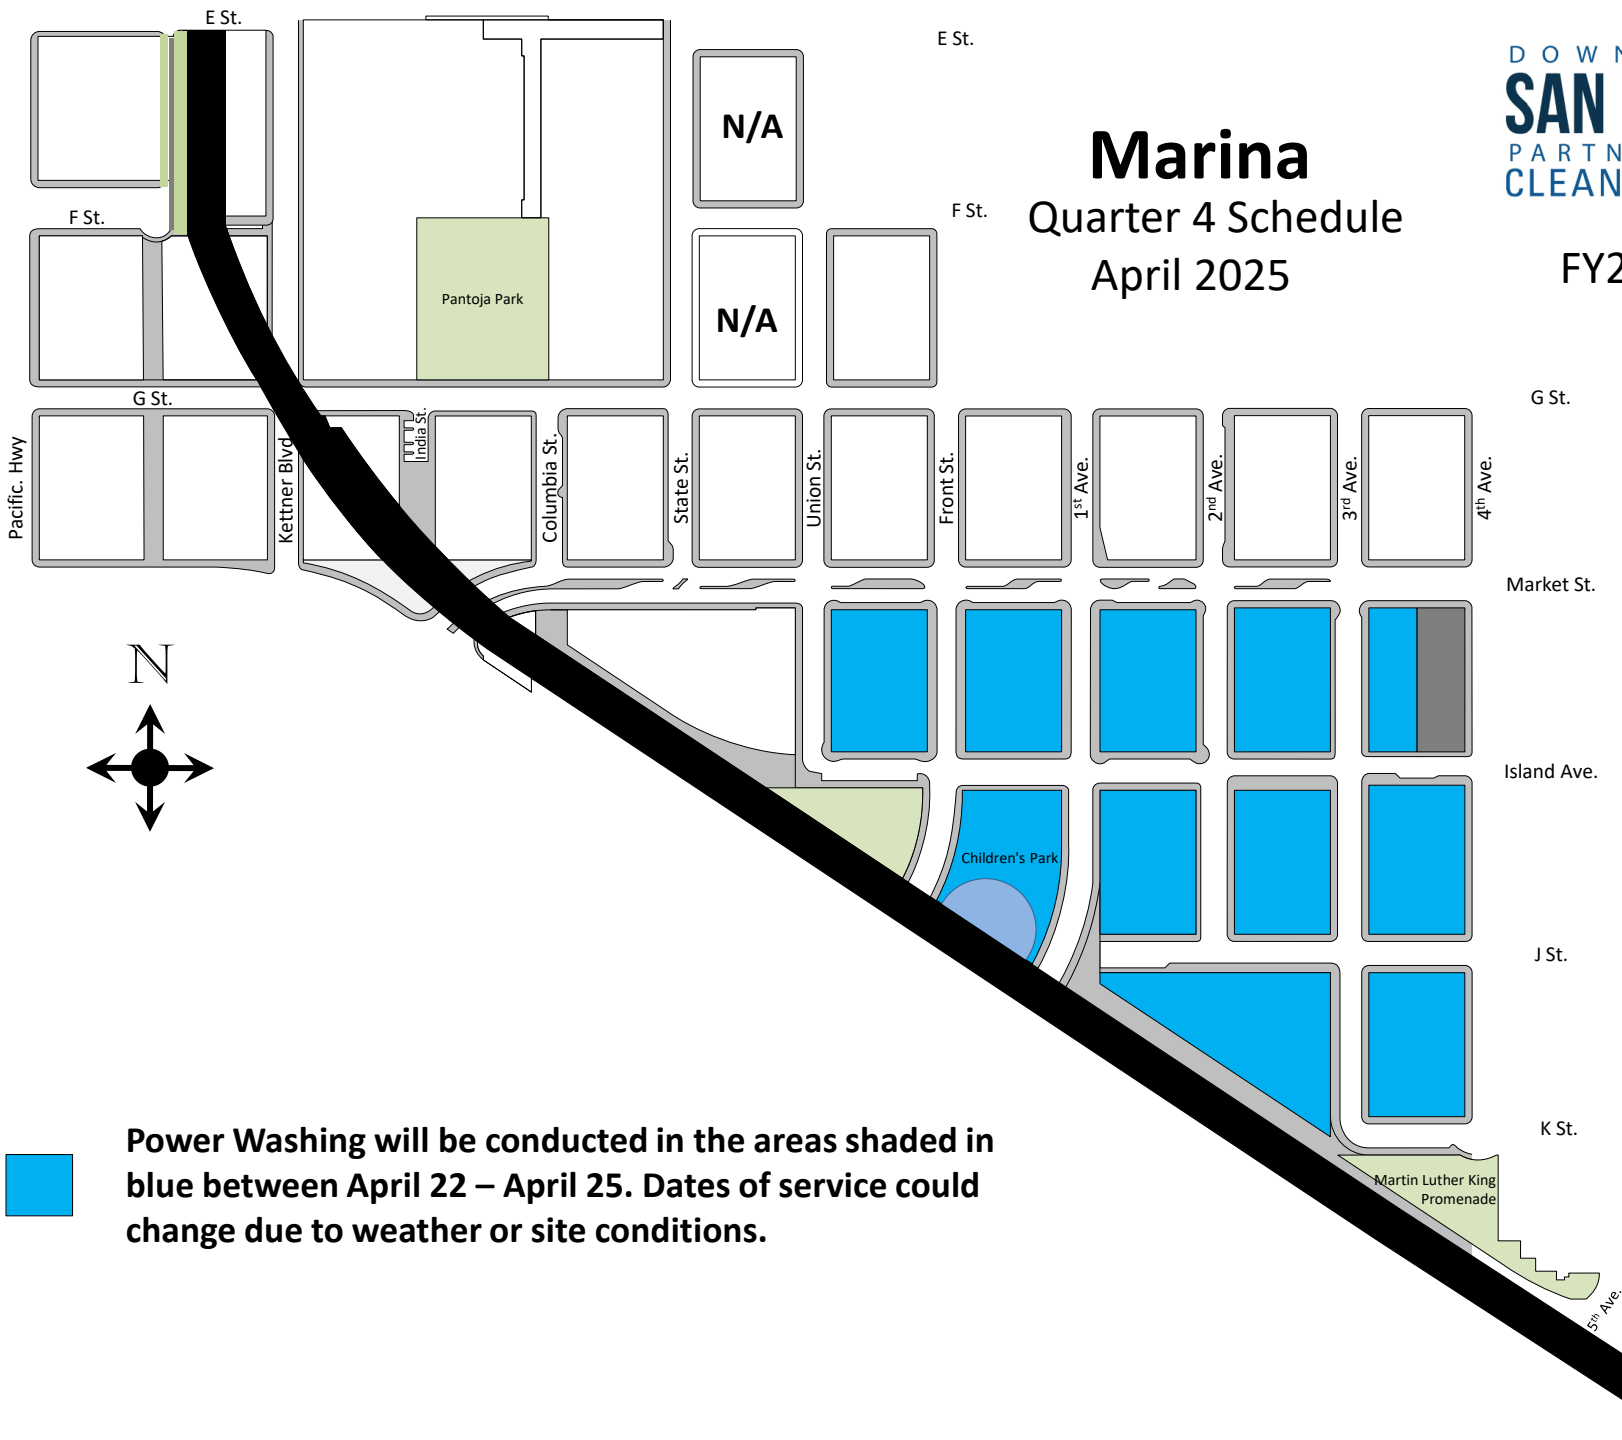 E St.
E St.
DOWN
SAN
PARTN
CLEAN
N/A
Marina
F St.
F St.
Quarter 4 Schedule
April 2025
FY2
Pantoja Park
N/A
G St.
G St.
Pacific. Hwy
Kettner Blvd
India St.
Columbia St.
State St.
Union St.
Front St.
1st Ave.
2nd Ave.
3rd Ave.
4th Ave.
Market St.
N
Island Ave.
Children's Park
J St.
K St.
Power Washing will be conducted in the areas shaded in
blue between April 22 – April 25. Dates of service could
change due to weather or site conditions.
Martin Luther King
Promenade
5th Ave.